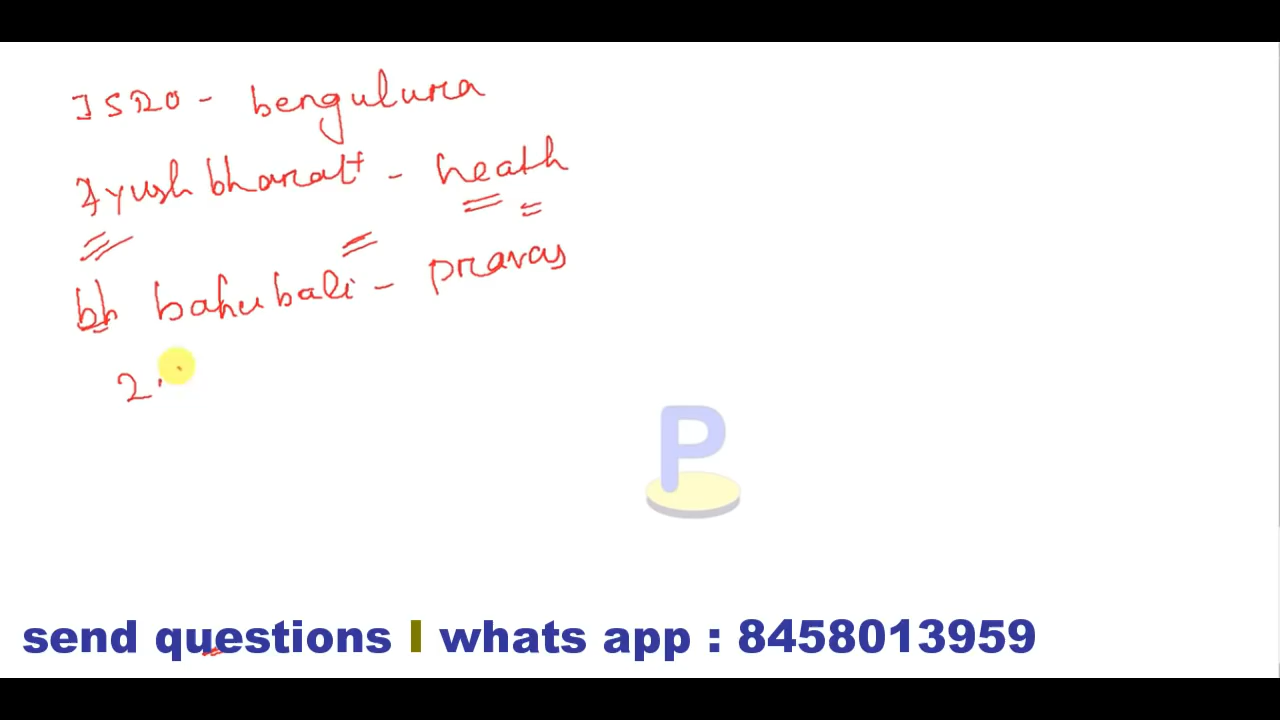 ISRO - bengulura
Ayush bharat - heath
bh bahubali - pravas
2.
P
send questions I whats app : 8458013959